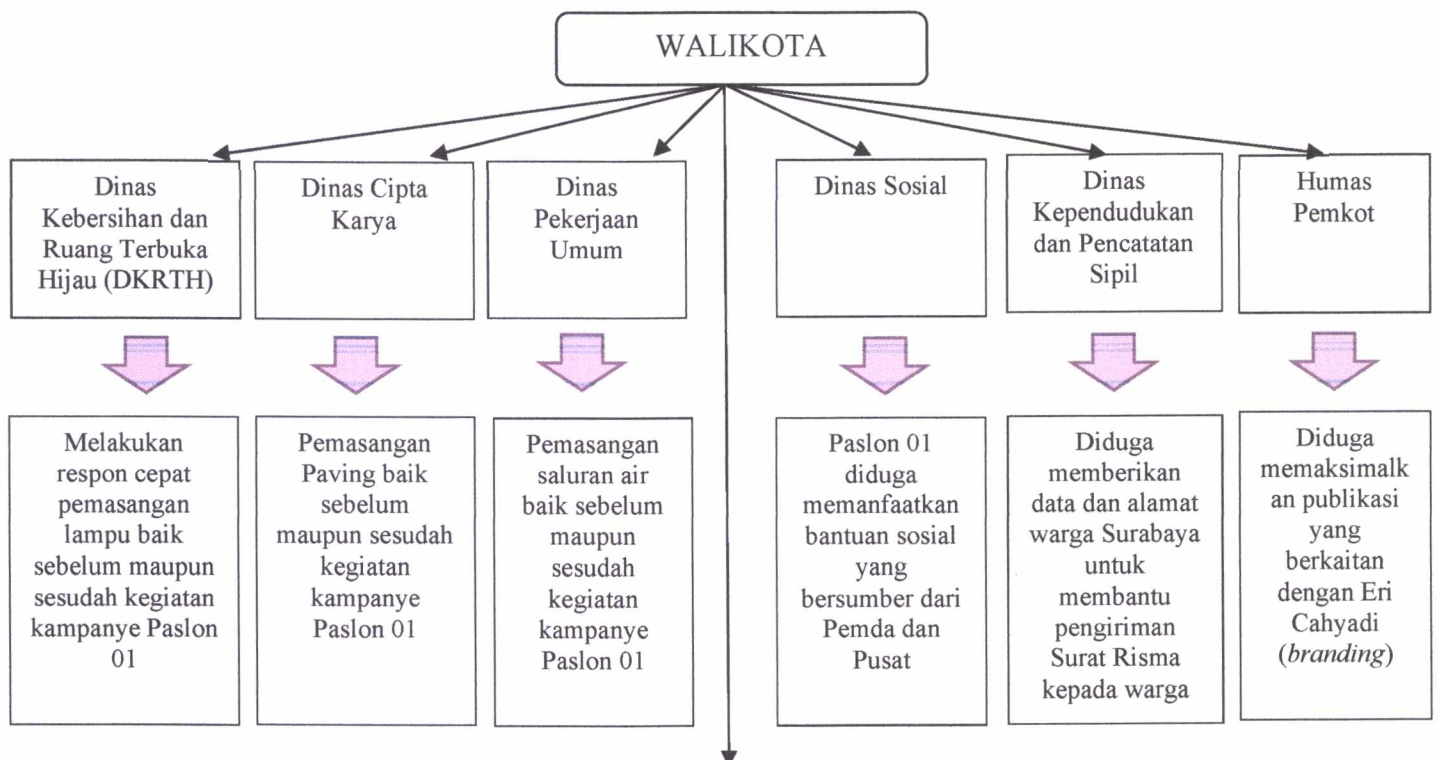 WALIKOTA
Dinas
Kebersihan dan
Ruang Terbuka
Hijau (DKRTH)
Dinas Cipta
Karya
Dinas
Pekerjaan
Umum
Dinas Sosial
Dinas
Kependudukan
dan Pencatatan
Sipil
Humas
Pemkot
Melakukan
respon cepat
pemasangan
lampu baik
sebelum maupun
sesudah kegiatan
kampanye Paslon
01
Pemasangan
Paving baik
sebelum
maupun sesudah
kegiatan
kampanye
Paslon 01
Pemasangan
saluran air
baik sebelum
maupun
sesudah
kegiatan
kampanye
Paslon 01
Paslon 01
diduga
memanfaatkan
bantuan sosial
yang
bersumber dari
Pemda dan
Pusat
Diduga
memberikan
data dan alamat
warga Surabaya
untuk
membantu
pengiriman
Surat Risma
kepada warga
Diduga
memaksimalk
an publikasi
yang
berkaitan
dengan Eri
Cahyadi
(branding)